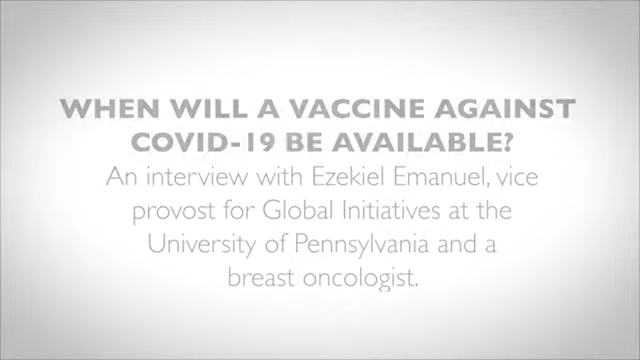 WHEN WILL A VACCINE AGAINST
COVID-19 BE AVAILABLE?
An interview with Ezekiel Emanuel, vice
provost for Global Initiatives at the
University of Pennsylvania and a
breast oncologist.